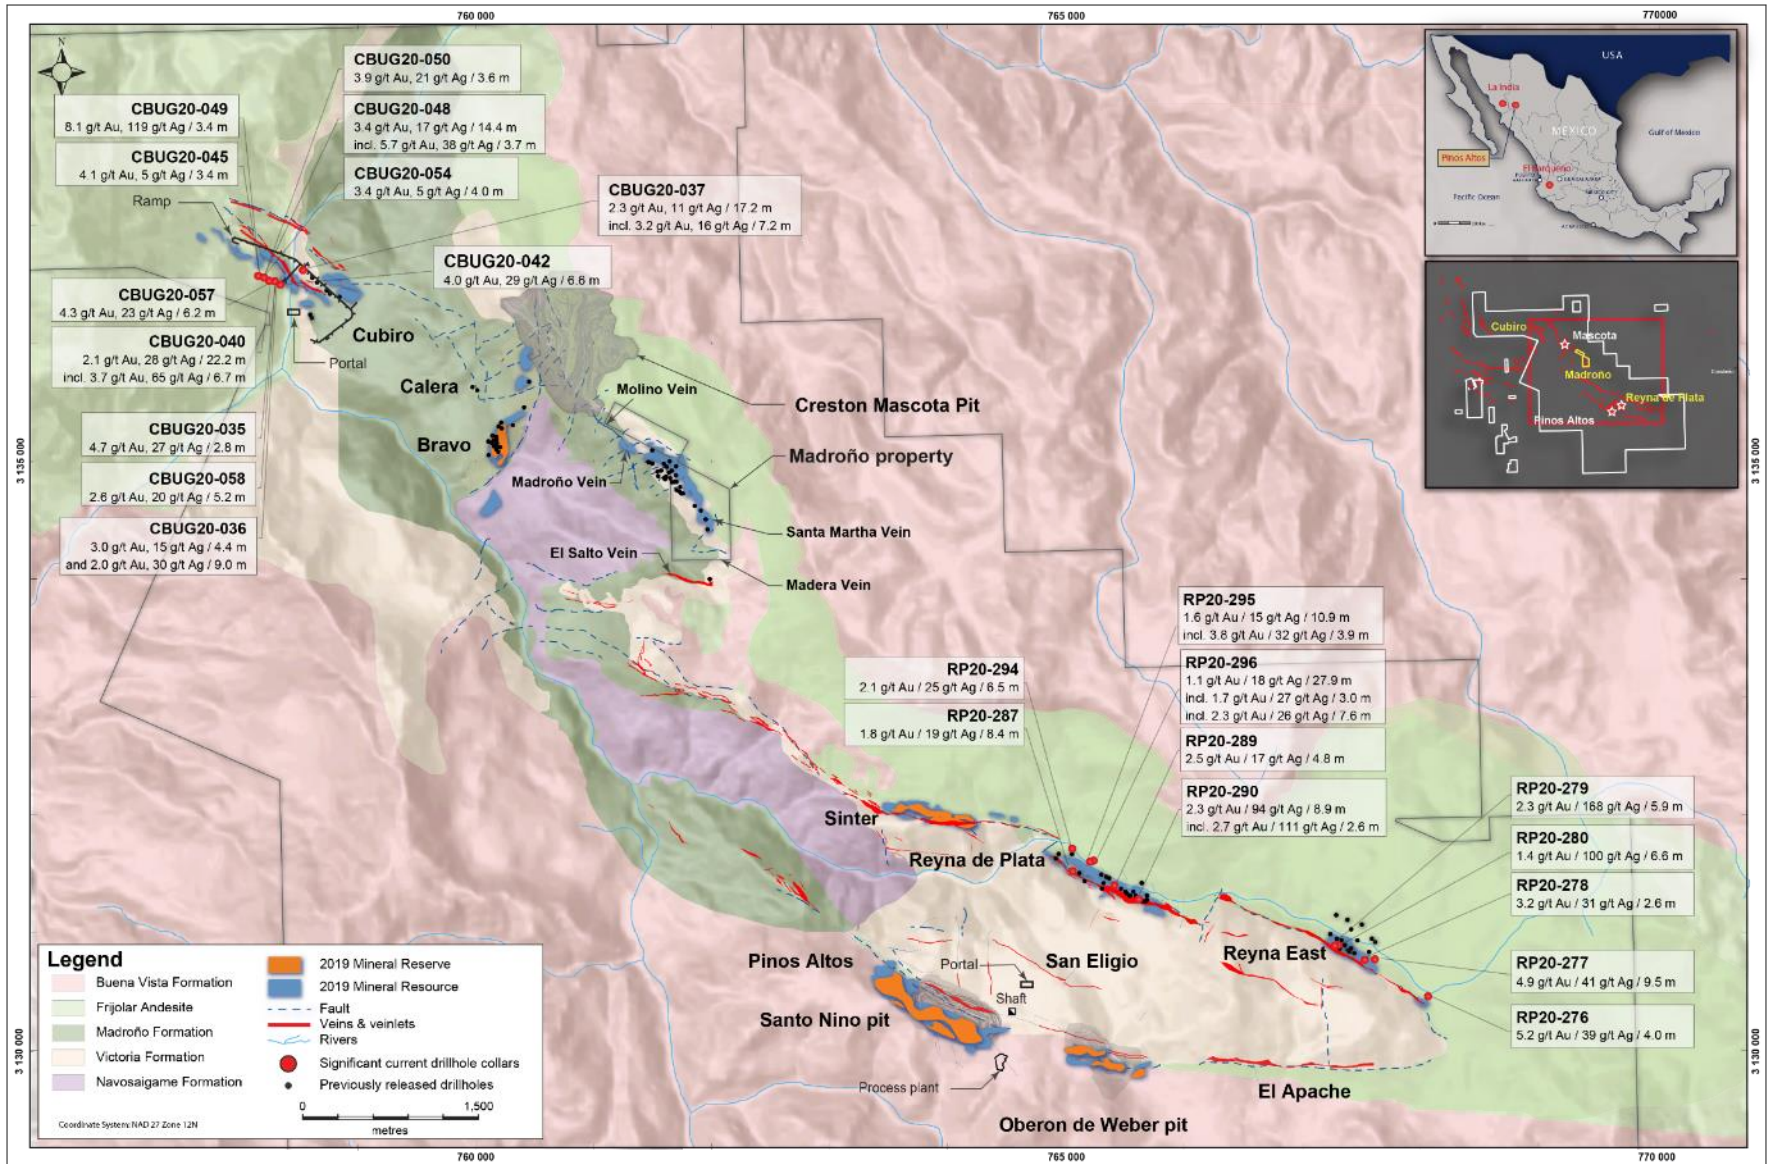 760 000
765 000
770000
N
CBUG20-050
3.9 g/t Au, 21 g/t Ag / 3.6 m
CBUG20-049
8.1 g/t Au, 119 g/t Ag / 3.4 m
CBUG20-048
3.4 g/t Au, 17 g/t Ag / 14.4 m
incl. 5.7 g/t Au, 38 g/t Ag / 3.7 m
CBUG20-045
4.1 g/t Au, 5 g/t Ag / 3.4 m
CBUG20-054
3.4 g/t Au, 5 g/t Ag / 4.0 m
CBUG20-037
2.3 g/t Au, 11 g/t Ag / 17.2 m
incl. 3.2 g/t Au, 16 g/t Ag / 7.2 m
Ramp
CBUG20-042
4.0 g/t Au, 29 g/t Ag / 6.6 m
CBUG20-057
4.3 g/t Au, 23 g/t Ag / 6.2 m
CBUG20-040
2.1 g/t Au, 28 g/t Ag / 22.2 m
incl. 3.7 g/t Au, 65 g/t Ag / 6.7 m
Cubiro
Portal
CBUG20-035
4.7 g/t Au, 27 g/t Ag / 2.8 m
CBUG20-058
2.6 g/t Au, 20 g/t Ag / 5.2 m
CBUG20-036
3.0 g/t Au, 15 g/t Ag / 4.4 m
and 2.0 g/t Au, 30 g/t Ag / 9.0 m
Calera
Bravo
Molino Vein
Creston Mascota Pit
Madroño property
Madroño Vein
Santa Martha Vein
El Salto Vein
Madera Vein
USA
La India
MEXICO
Gulf of Mexico
Pinos Altos
El Barqueño
Pacific Ocean
Cubiro
Mascota
Madroño
Reyna de Plata
Pinos Altos
3 135 000
3 135 000
RP20-295
1.6 g/t Au / 15 g/t Ag / 10.9 m
incl. 3.8 g/t Au / 32 g/t Ag / 3.9 m
RP20-294
2.1 g/t Au / 25 g/t Ag / 6.5 m
RP20-296
1.1 g/t Au / 18 g/t Ag / 27.9 m
incl. 1.7 g/t Au / 27 g/t Ag / 3.0 m
incl. 2.3 g/t Au / 26 g/t Ag / 7.6 m
RP20-287
1.8 g/t Au / 19 g/t Ag / 8.4 m
RP20-289
2.5 g/t Au / 17 g/t Ag / 4.8 m
RP20-290
2.3 g/t Au / 94 g/t Ag / 8.9 m
incl. 2.7 g/t Au / 111 g/t Ag / 2.6 m
RP20-279
2.3 g/t Au / 168 g/t Ag / 5.9 m
RP20-280
1.4 g/t Au / 100 g/t Ag / 6.6 m
RP20-278
3.2 g/t Au / 31 g/t Ag / 2.6 m
RP20-277
4.9 g/t Au / 41 g/t Ag / 9.5 m
RP20-276
5.2 g/t Au / 39 g/t Ag / 4.0 m
Sinter
Reyna de Plata
Reyna East
Pinos Altos
Portal
San Eligio
Shaft
Santo Nino pit
Process plant
El Apache
Oberon de Weber pit
3 130 000
3 130 000
Legend
Buena Vista Formation
Frijolar Andesite
Madroño Formation
Victoria Formation
Navosaigame Formation
2019 Mineral Reserve
2019 Mineral Resource
Fault
Veins & veinlets
Rivers
Significant current drillhole collars
Previously released drillholes
0
1,500
metres
Coordinate System: NAD 27 Zone 12N
760 000
765 000
770 000